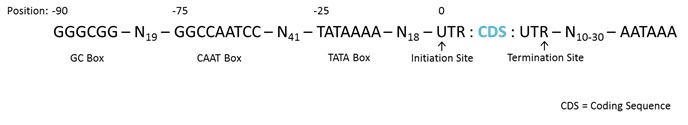 Position: -90 -75 -25 0
GGGCGG – N19 – GGCCAATCC – N41 – TATAAAA – N18 – UTR : CDS : UTR – N10-30 – AATAAA
GC Box CAAT Box TATA Box Initiation Site Termination Site
CDS = Coding Sequence